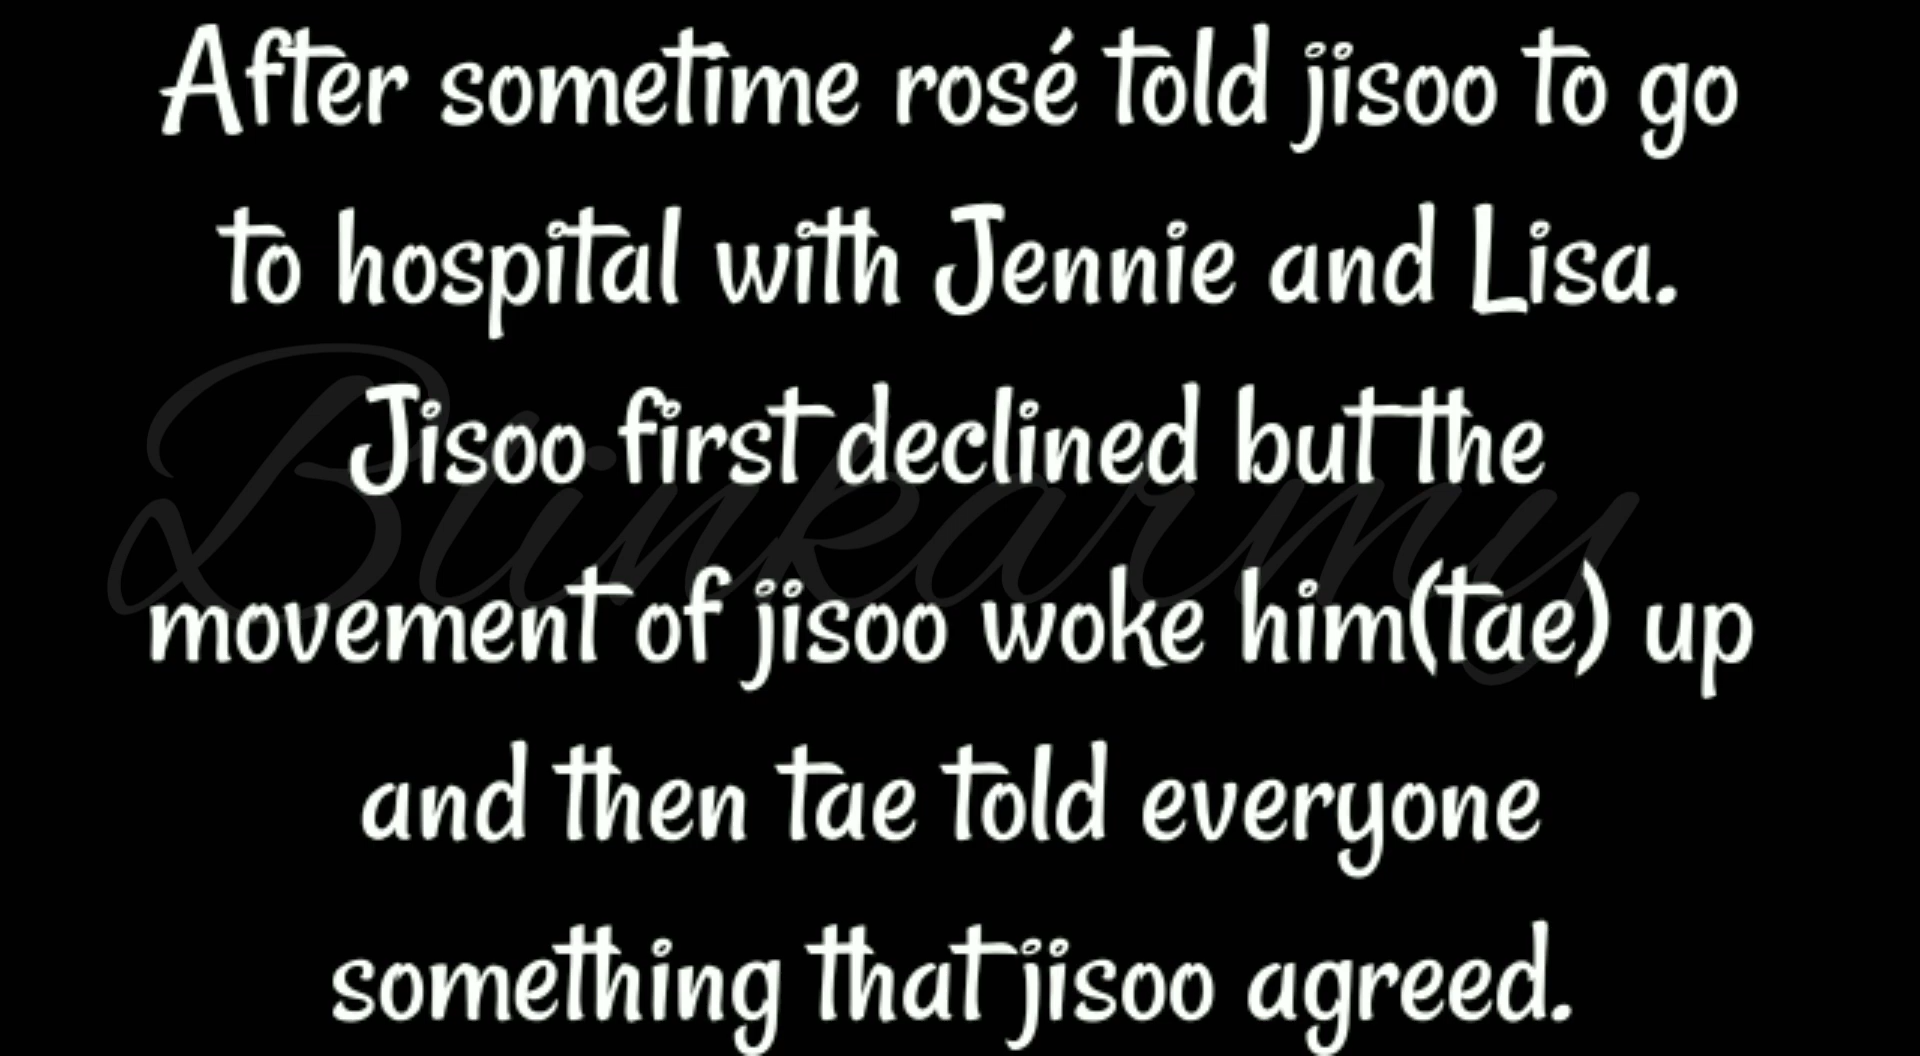 After sometime rosé told jisoo to go
to hospital with Jennie and Lisa.
Jisoo first declined but the
Blinkarmy
movement of jisoo woke him(tae) up
and then tae told everyone
something that jisoo agreed.